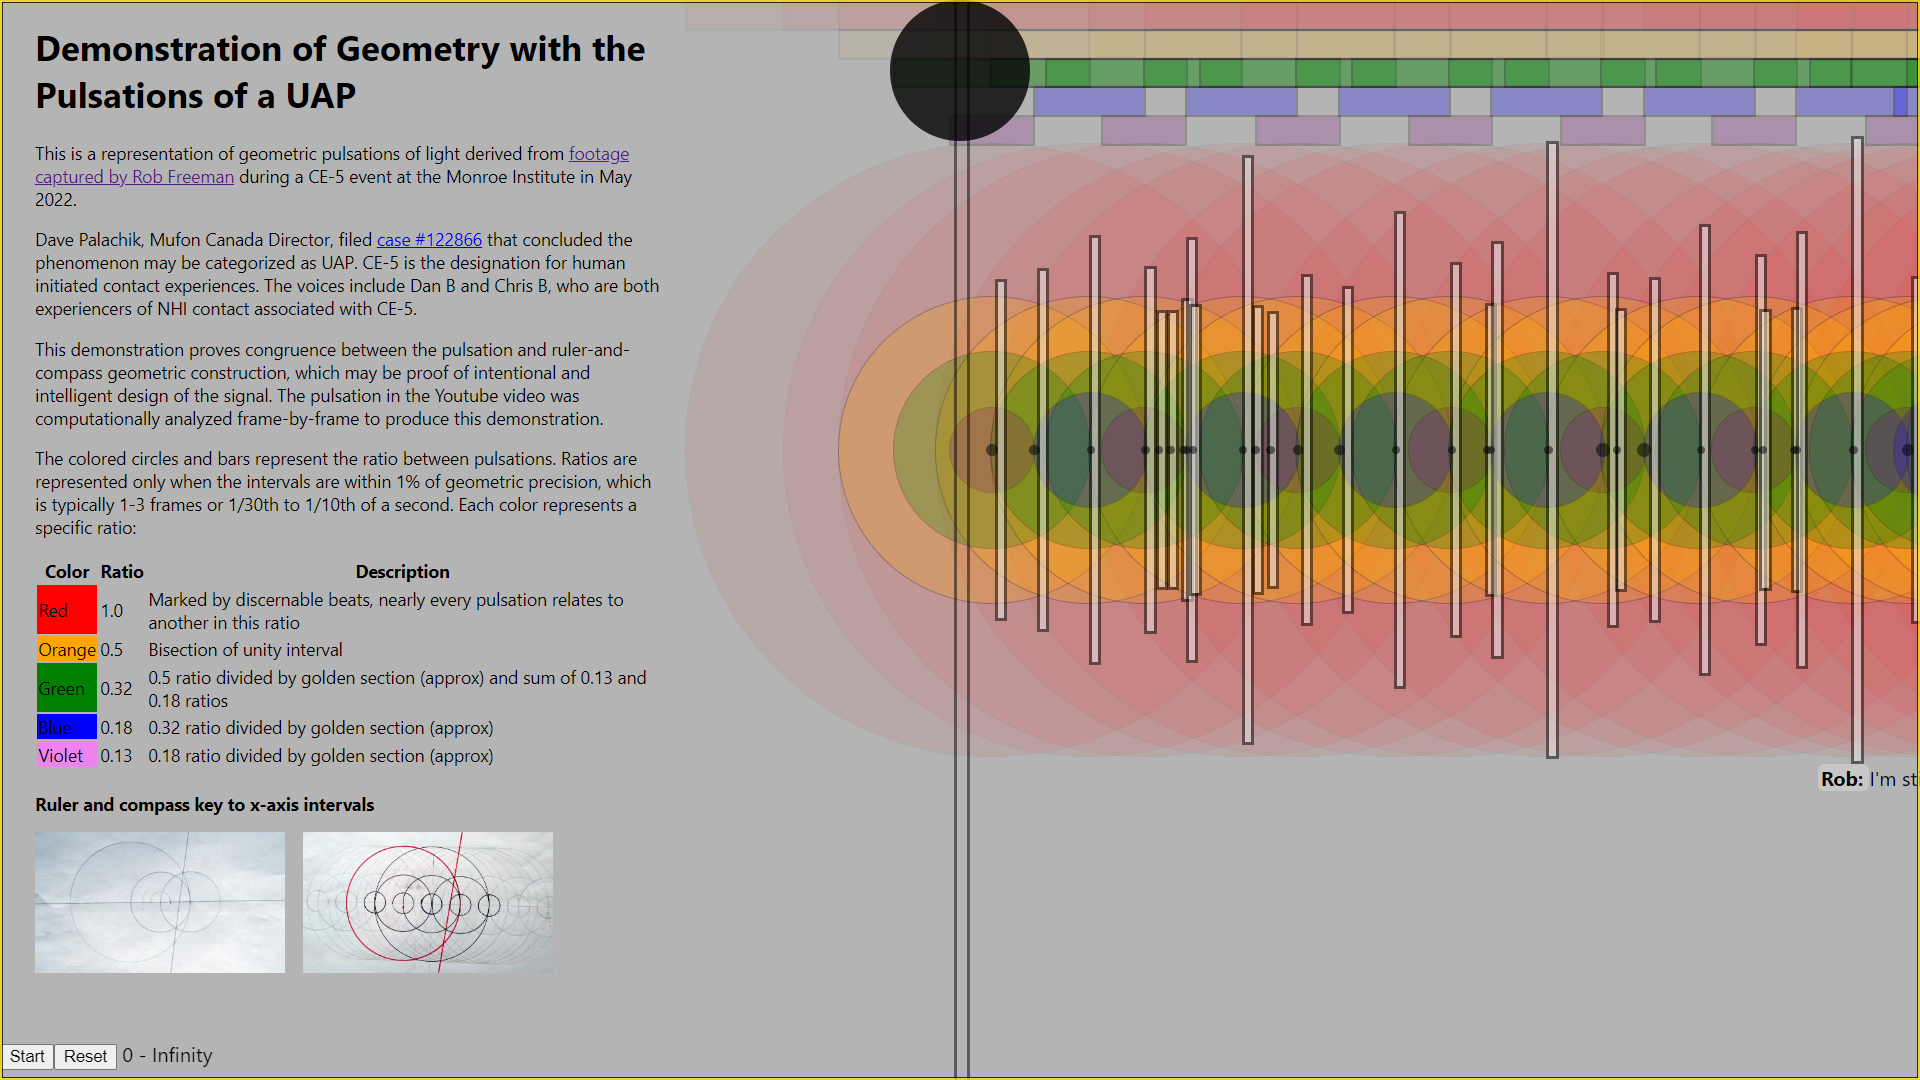 Demonstration of Geometry with the
Pulsations of a UAP
This is a representation of geometric pulsations of light derived from footage
captured by Rob Freeman during a CE-5 event at the Monroe Institute in May
2022.
Dave Palachik, Mufon Canada Director, filed case #122866 that concluded the
phenomenon may be categorized as UAP. CE-5 is the designation for human
initiated contact experiences. The voices include Dan B and Chris B, who are both
experiencers of NHI contact associated with CE-5.
This demonstration proves congruence between the pulsation and ruler-and-
compass geometric construction, which may be proof of intentional and
intelligent design of the signal. The pulsation in the Youtube video was
computationally analyzed frame-by-frame to produce this demonstration.
The colored circles and bars represent the ratio between pulsations. Ratios are
represented only when the intervals are within 1% of geometric precision, which
is typically 1-3 frames or 1/30th to 1/10th of a second. Each color represents a
specific ratio:
Color Ratio Description
Red 1.0 Marked by discernable beats, nearly every pulsation relates to
another in this ratio
Orange 0.5 Bisection of unity interval
Green 0.32 0.5 ratio divided by golden section (approx) and sum of 0.13 and
0.18 ratios
Blue 0.18 0.32 ratio divided by golden section (approx)
Violet 0.13 0.18 ratio divided by golden section (approx)
Ruler and compass key to x-axis intervals
Rob: I'm sti
Start Reset 0 - Infinity